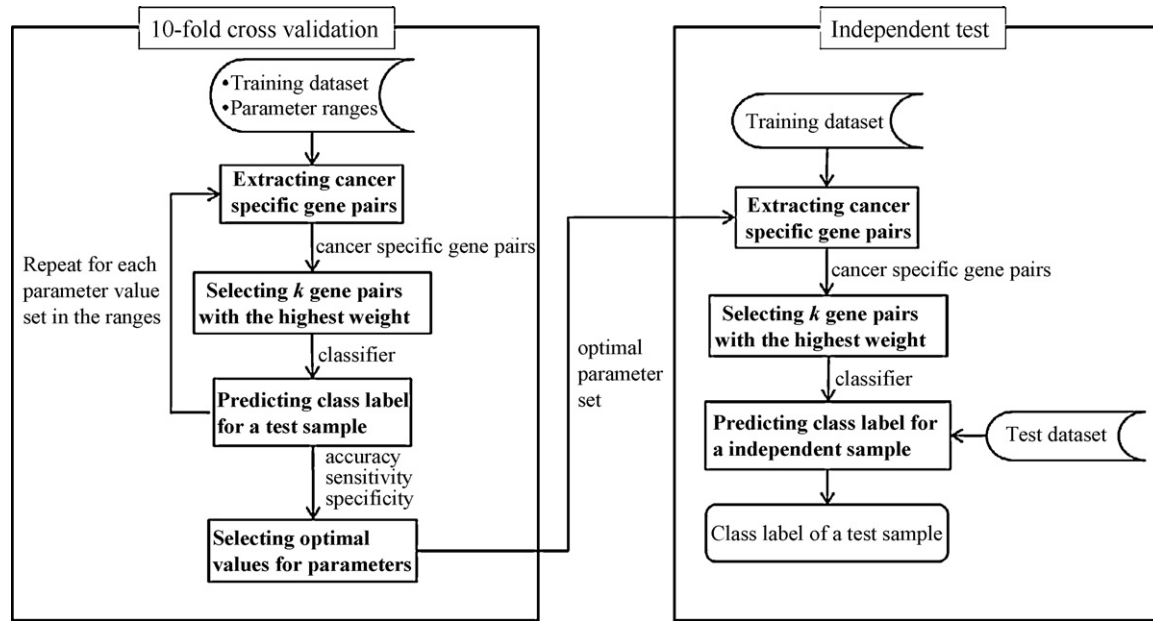 10-fold cross validation
•Training dataset
•Parameter ranges
Extracting cancer
specific gene pairs
cancer specific gene pairs
Repeat for each
parameter value
set in the ranges
Selecting k gene pairs
with the highest weight
classifier
Predicting class label
for a test sample
accuracy
sensitivity
specificity
Selecting optimal
values for parameters
optimal
parameter
set
Independent test
Training dataset
Extracting cancer
specific gene pairs
cancer specific gene pairs
Selecting k gene pairs
with the highest weight
classifier
Predicting class label for
a independent sample
Test dataset
Class label of a test sample